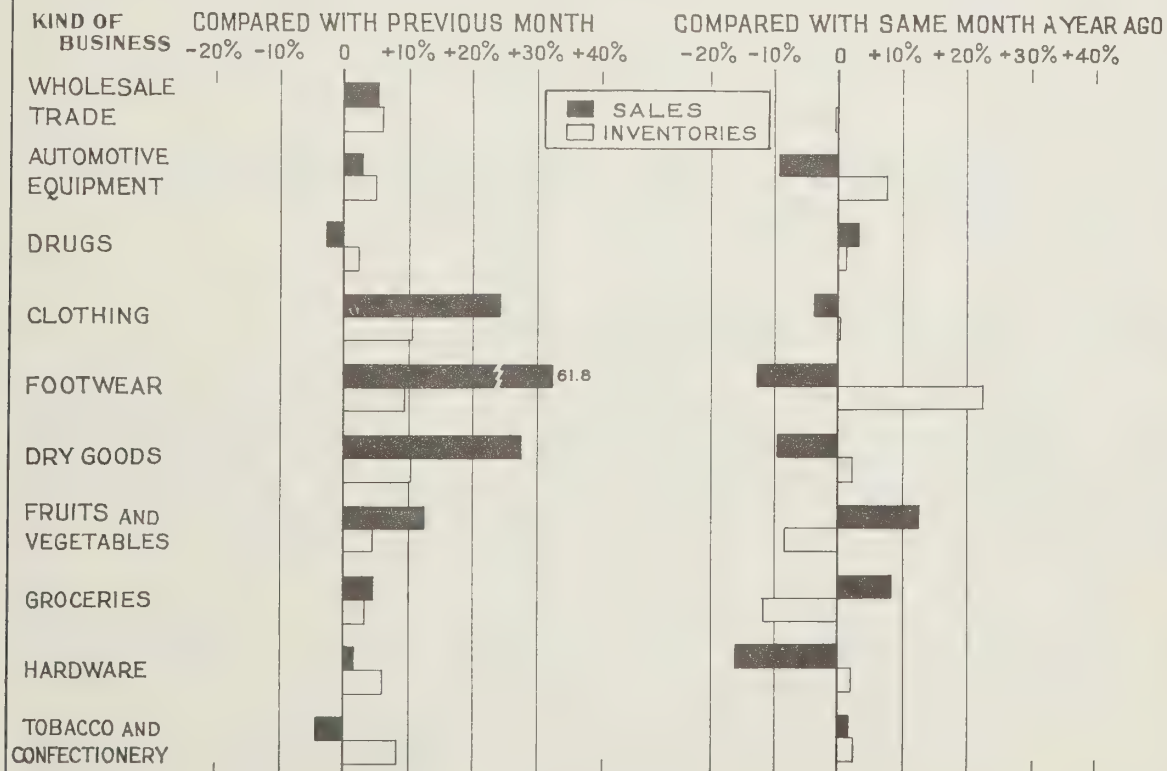 KIND OF
BUSINESS
COMPARED WITH PREVIOUS MONTH
-20% -10% 0 +10% +20% +30% +40%
COMPARED WITH SAME MONTH A YEAR AGO
-20% -10% 0 +10% +20% +30% +40%
SALES
INVENTORIES
WHOLESALE
TRADE
AUTOMOTIVE
EQUIPMENT
DRUGS
CLOTHING
FOOTWEAR
61.8
DRY GOODS
FRUITS AND
VEGETABLES
GROCERIES
HARDWARE
TOBACCO AND
CONFECTIONERY